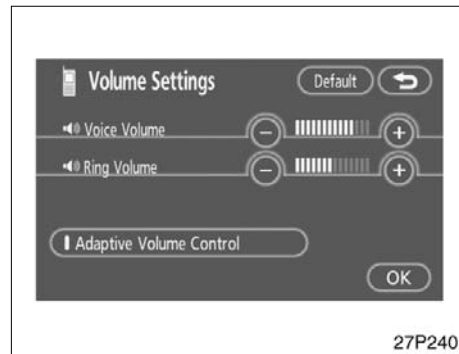 Volume Settings Default
Voice Volume − +
Ring Volume − +
Adaptive Volume Control
OK
27P240